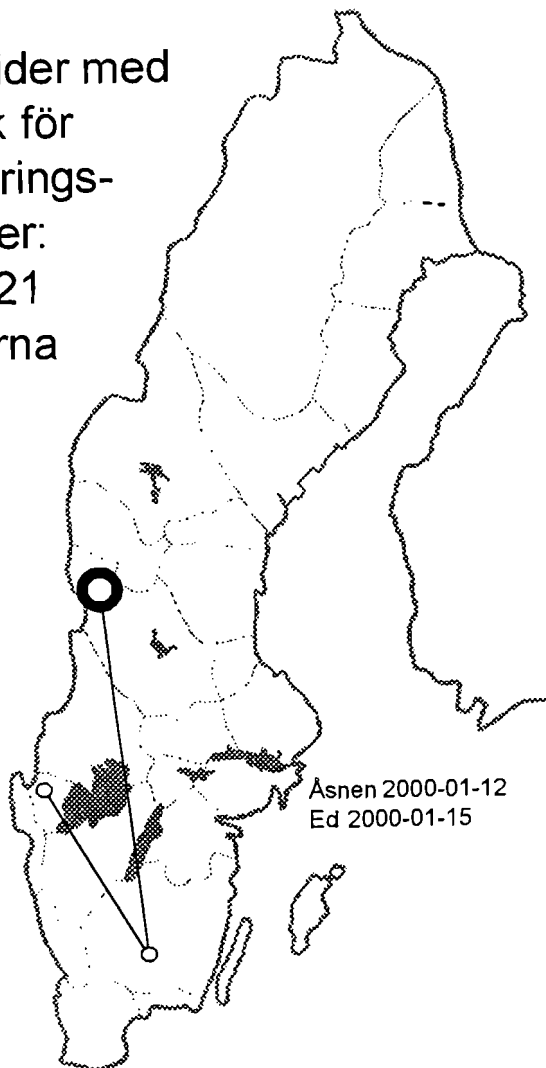 ider med
k för
rings-
er:
21
rna
Åsnen 2000-01-12
Ed 2000-01-15